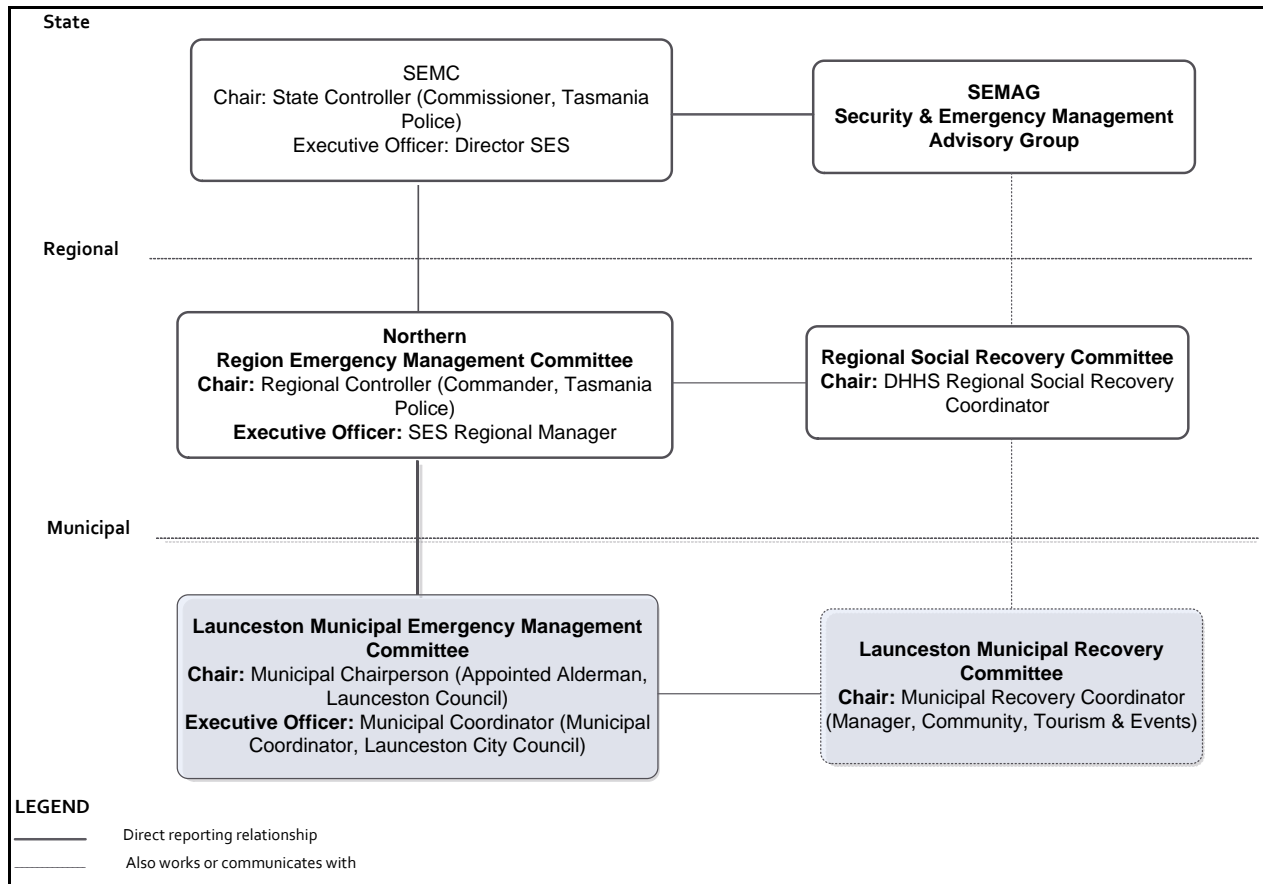 State
SEMC
Chair: State Controller (Commissioner, Tasmania
Police)
Executive Officer: Director SES
SEMAG
Security & Emergency Management
Advisory Group
Regional
Northern
Region Emergency Management Committee
Chair: Regional Controller (Commander, Tasmania
Police)
Executive Officer: SES Regional Manager
Regional Social Recovery Committee
Chair: DHHS Regional Social Recovery
Coordinator
Municipal
Launceston Municipal Emergency Management
Committee
Chair: Municipal Chairperson (Appointed Alderman,
Launceston Council)
Executive Officer: Municipal Coordinator (Municipal
Coordinator, Launceston City Council)
Launceston Municipal Recovery
Committee
Chair: Municipal Recovery Coordinator
(Manager, Community, Tourism & Events)
LEGEND
Direct reporting relationship
Also works or communicates with